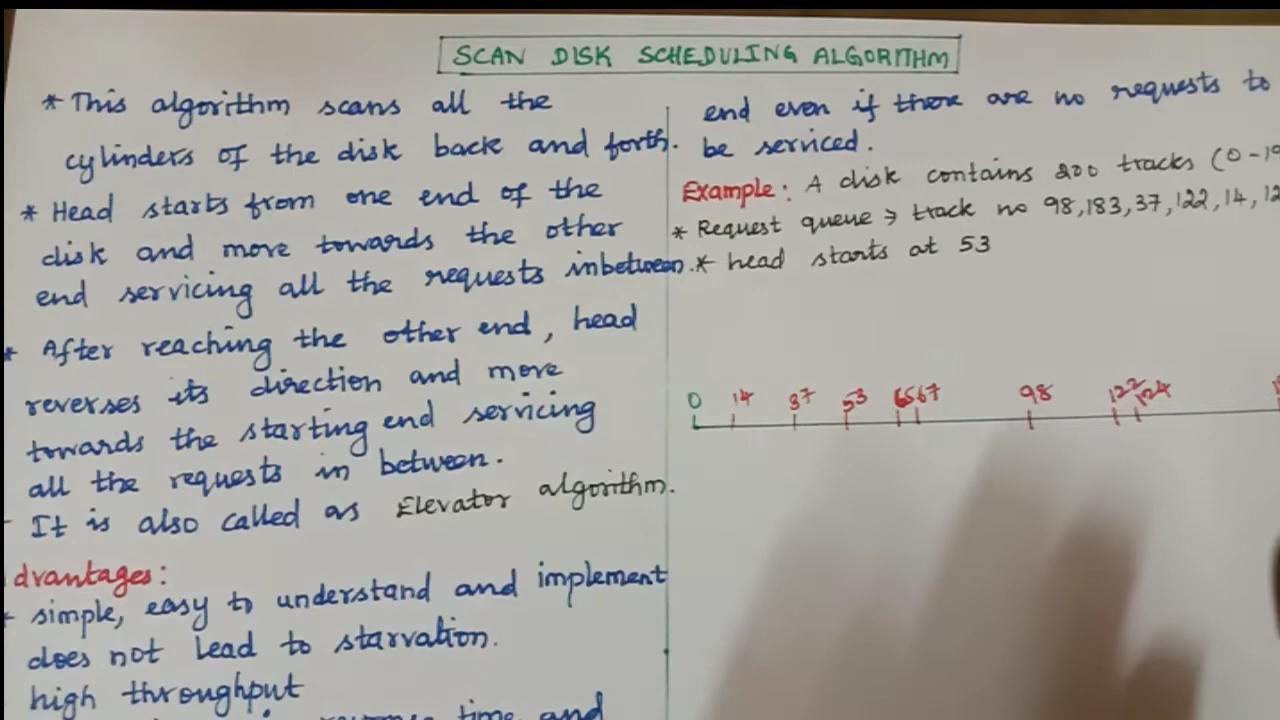 SCAN DISK SCHEDULING ALGORITHM
* This algorithm scans all the
cylinders of the disk back and forth.
* Head starts from one end of the
disk and move towards the other
end servicing all the requests inbetween.
* After reaching the other end, head
reverses its direction and move
towards the starting end servicing
all the requests in between.
- It is also called as Elevator algorithm.
dvantages:
* simple, easy to understand and implement
does not lead to starvation.
high throughput
time and
end even if there are no requests to
be serviced.
Example: A disk contains 200 tracks (0-19
* Request queue → track no 98, 183, 37, 122, 14, 12
* head starts at 53
0 14 37 53 65 67 98 122 124